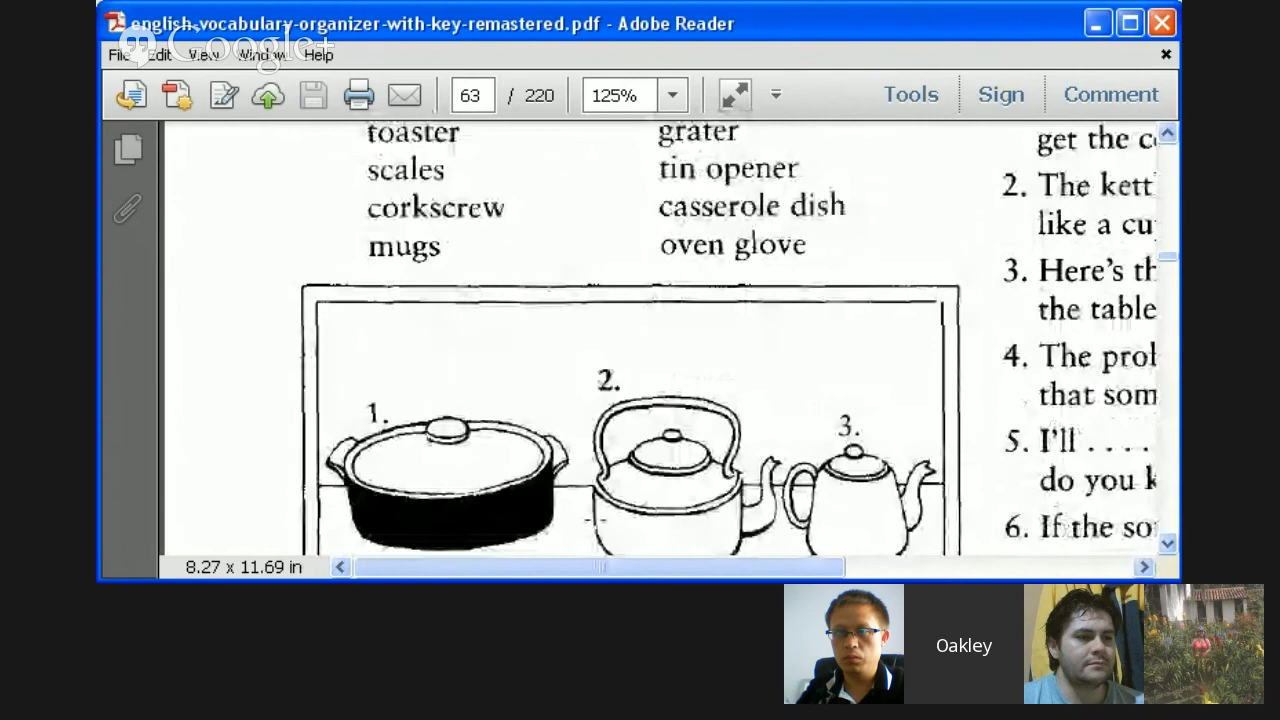 english-vocabulary-organizer-with-key-remastered.pdf - Adobe Reader
Google+
File Edit View Window Help
63 / 220 125% Tools Sign Comment
toaster grater
scales tin opener
corkscrew casserole dish
mugs oven glove
get the c
2. The kett
like a cu
3. Here's th
the table
4. The pro
that som
5. I'll . . . .
do you k
6. If the so
1.
2.
3.
8.27 x 11.69 in
Oakley